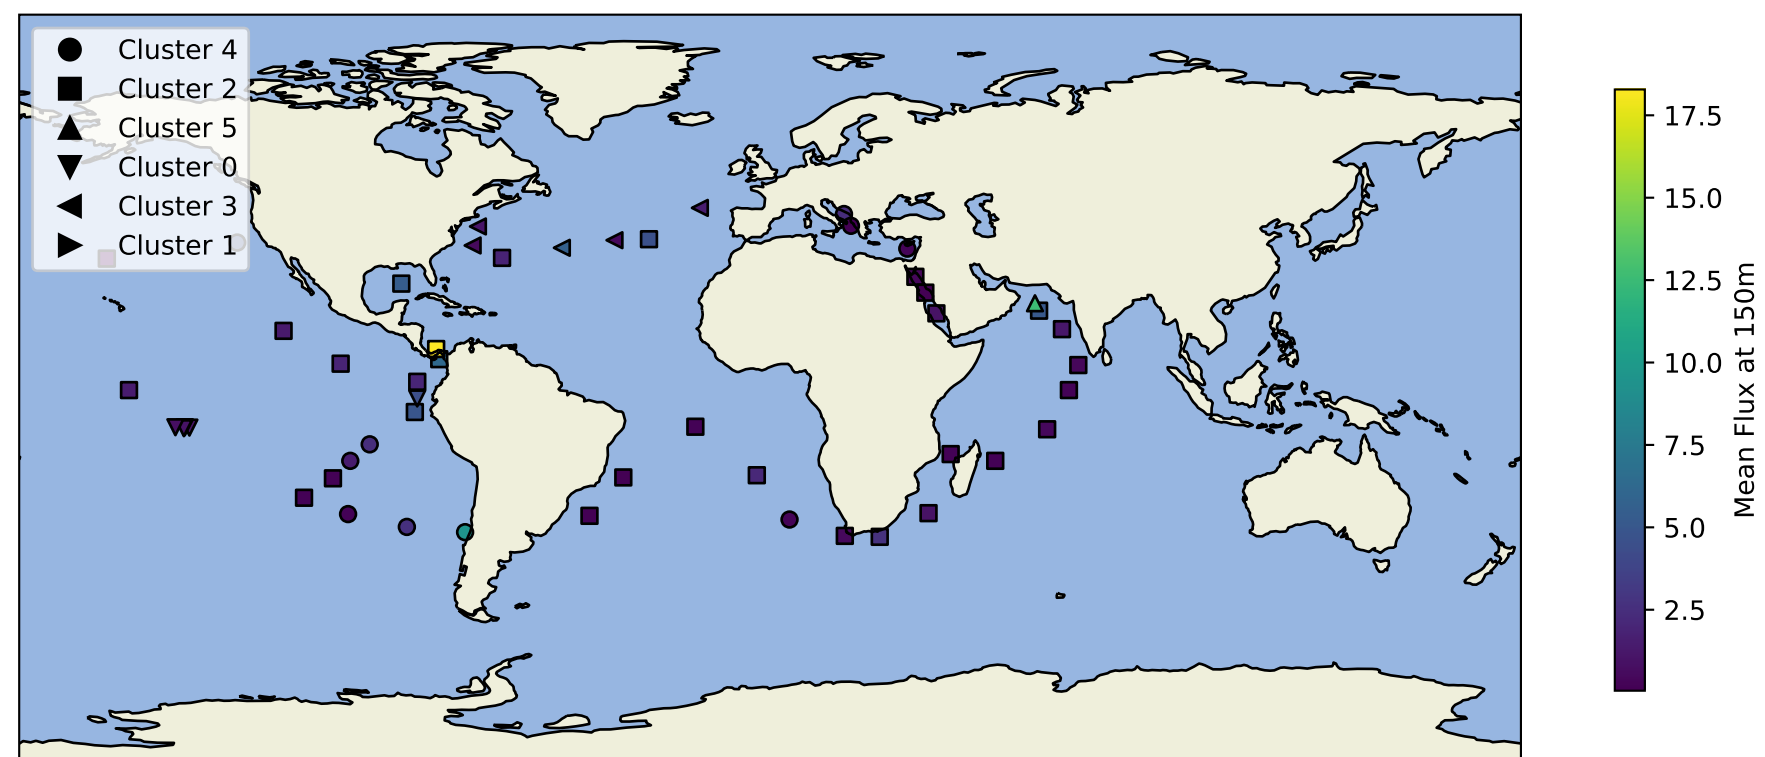 Cluster 4
Cluster 2
Cluster 5
Cluster 0
Cluster 3
Cluster 1
17.5
15.0
12.5
10.0
7.5
5.0
2.5
Mean Flux at 150m